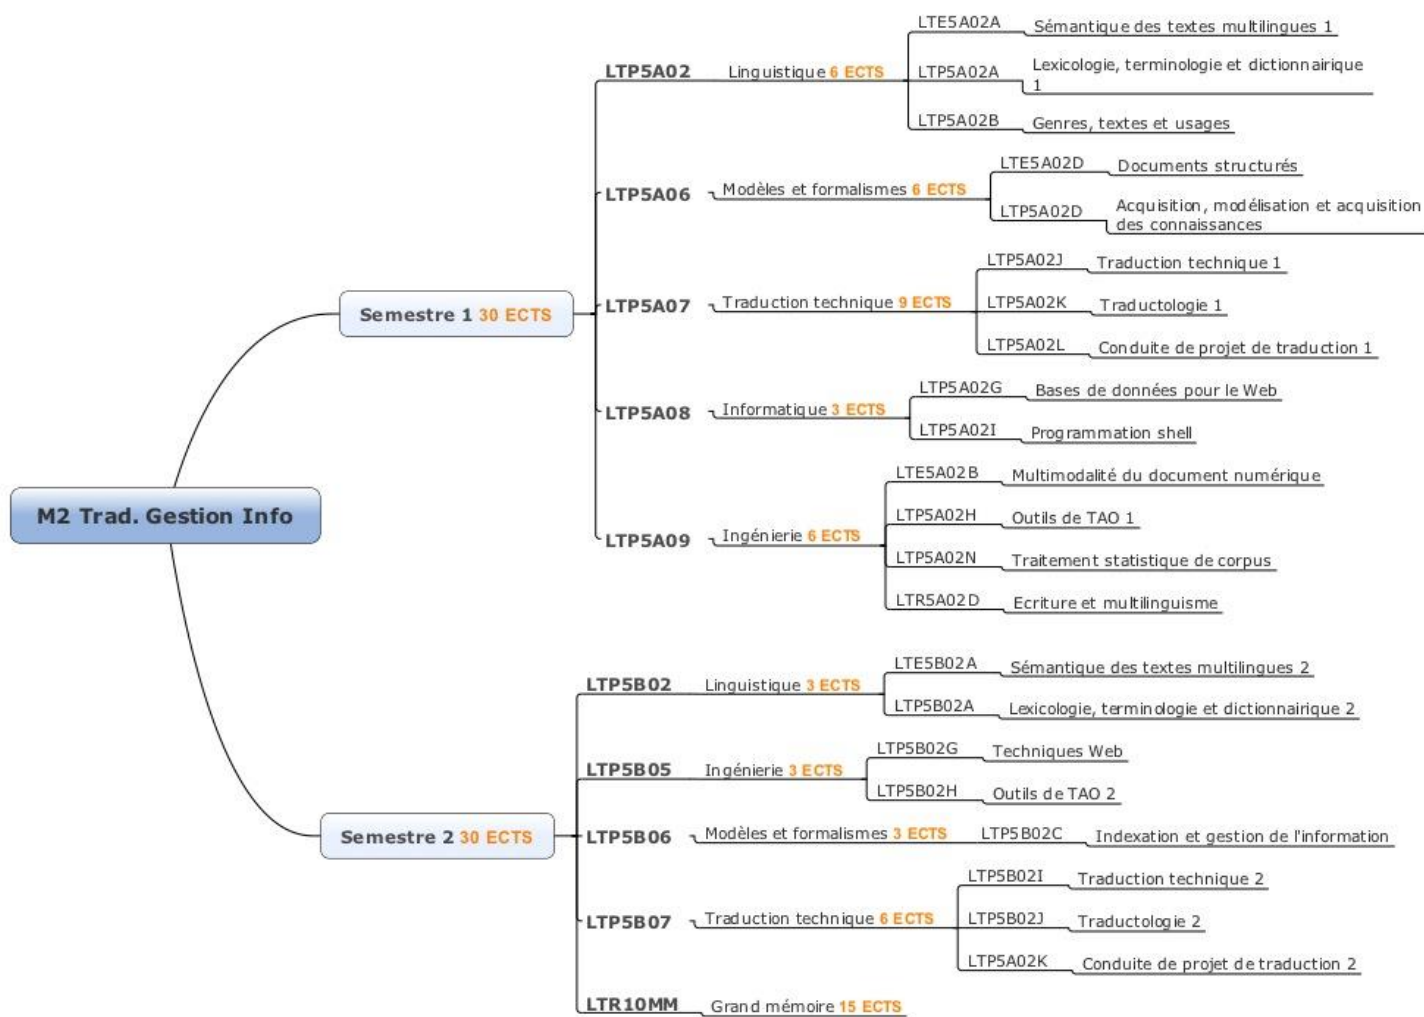 M2 Trad. Gestion Info
Semestre 1 30 ECTS
LTP5A02 Linguistique 6 ECTS
LTE5A02A Sémantique des textes multilingues 1
LTP5A02A Lexicologie, terminologie et dictionnairique
1
LTP5A02B Genres, textes et usages
LTP5A06 Modèles et formalismes 6 ECTS
LTE5A02D Documents structurés
LTP5A02D Acquisition, modélisation et acquisition
des connaissances
LTP5A07 Traduction technique 9 ECTS
LTP5A02J Traduction technique 1
LTP5A02K Traductologie 1
LTP5A02L Conduite de projet de traduction 1
LTP5A08 Informatique 3 ECTS
LTP5A02G Bases de données pour le Web
LTP5A02I Programmation shell
LTP5A09 Ingénierie 6 ECTS
LTE5A02B Multimodalité du document numérique
LTP5A02H Outils de TAO 1
LTP5A02N Traitement statistique de corpus
LTR5A02D Ecriture et multilinguisme
Semestre 2 30 ECTS
LTP5B02 Linguistique 3 ECTS
LTE5B02A Sémantique des textes multilingues 2
LTP5B02A Lexicologie, terminologie et dictionnairique 2
LTP5B05 Ingénierie 3 ECTS
LTP5B02G Techniques Web
LTP5B02H Outils de TAO 2
LTP5B06 Modèles et formalismes 3 ECTS
LTP5B02C Indexation et gestion de l'information
LTP5B07 Traduction technique 6 ECTS
LTP5B02I Traduction technique 2
LTP5B02J Traductologie 2
LTP5A02K Conduite de projet de traduction 2
LTR10MM Grand mémoire 15 ECTS